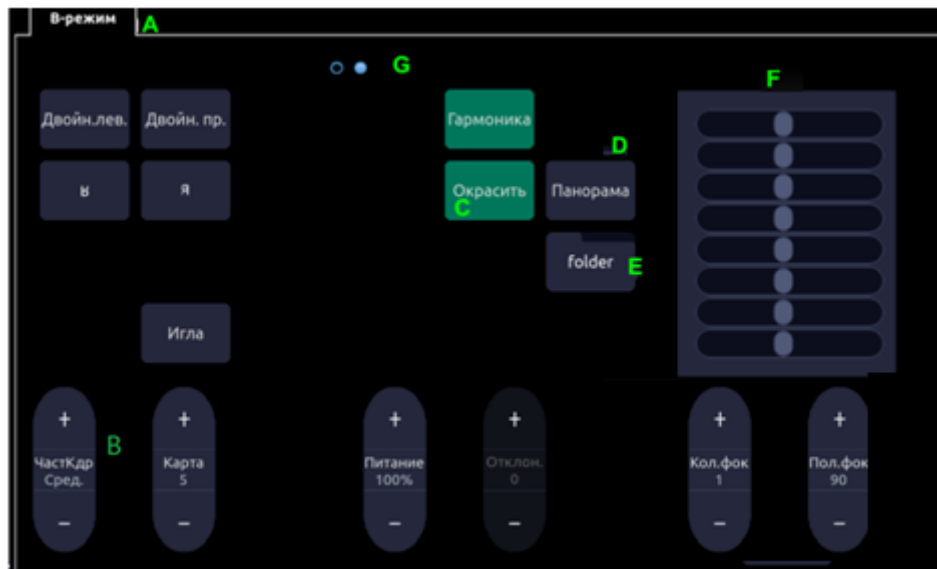 В-режим
A
G
F
Двойн.лев.
Двойн. пр.
Гармоника
D
Я
Я
Окрасить
C
Панорама
folder
E
Игла
+
+
+
+
+
+
B
ЧастКдр
Сред.
Карта
5
Питание
100%
Отклон.
0
Кол.фок
1
Пол.фок
90
−
−
−
−
−
−